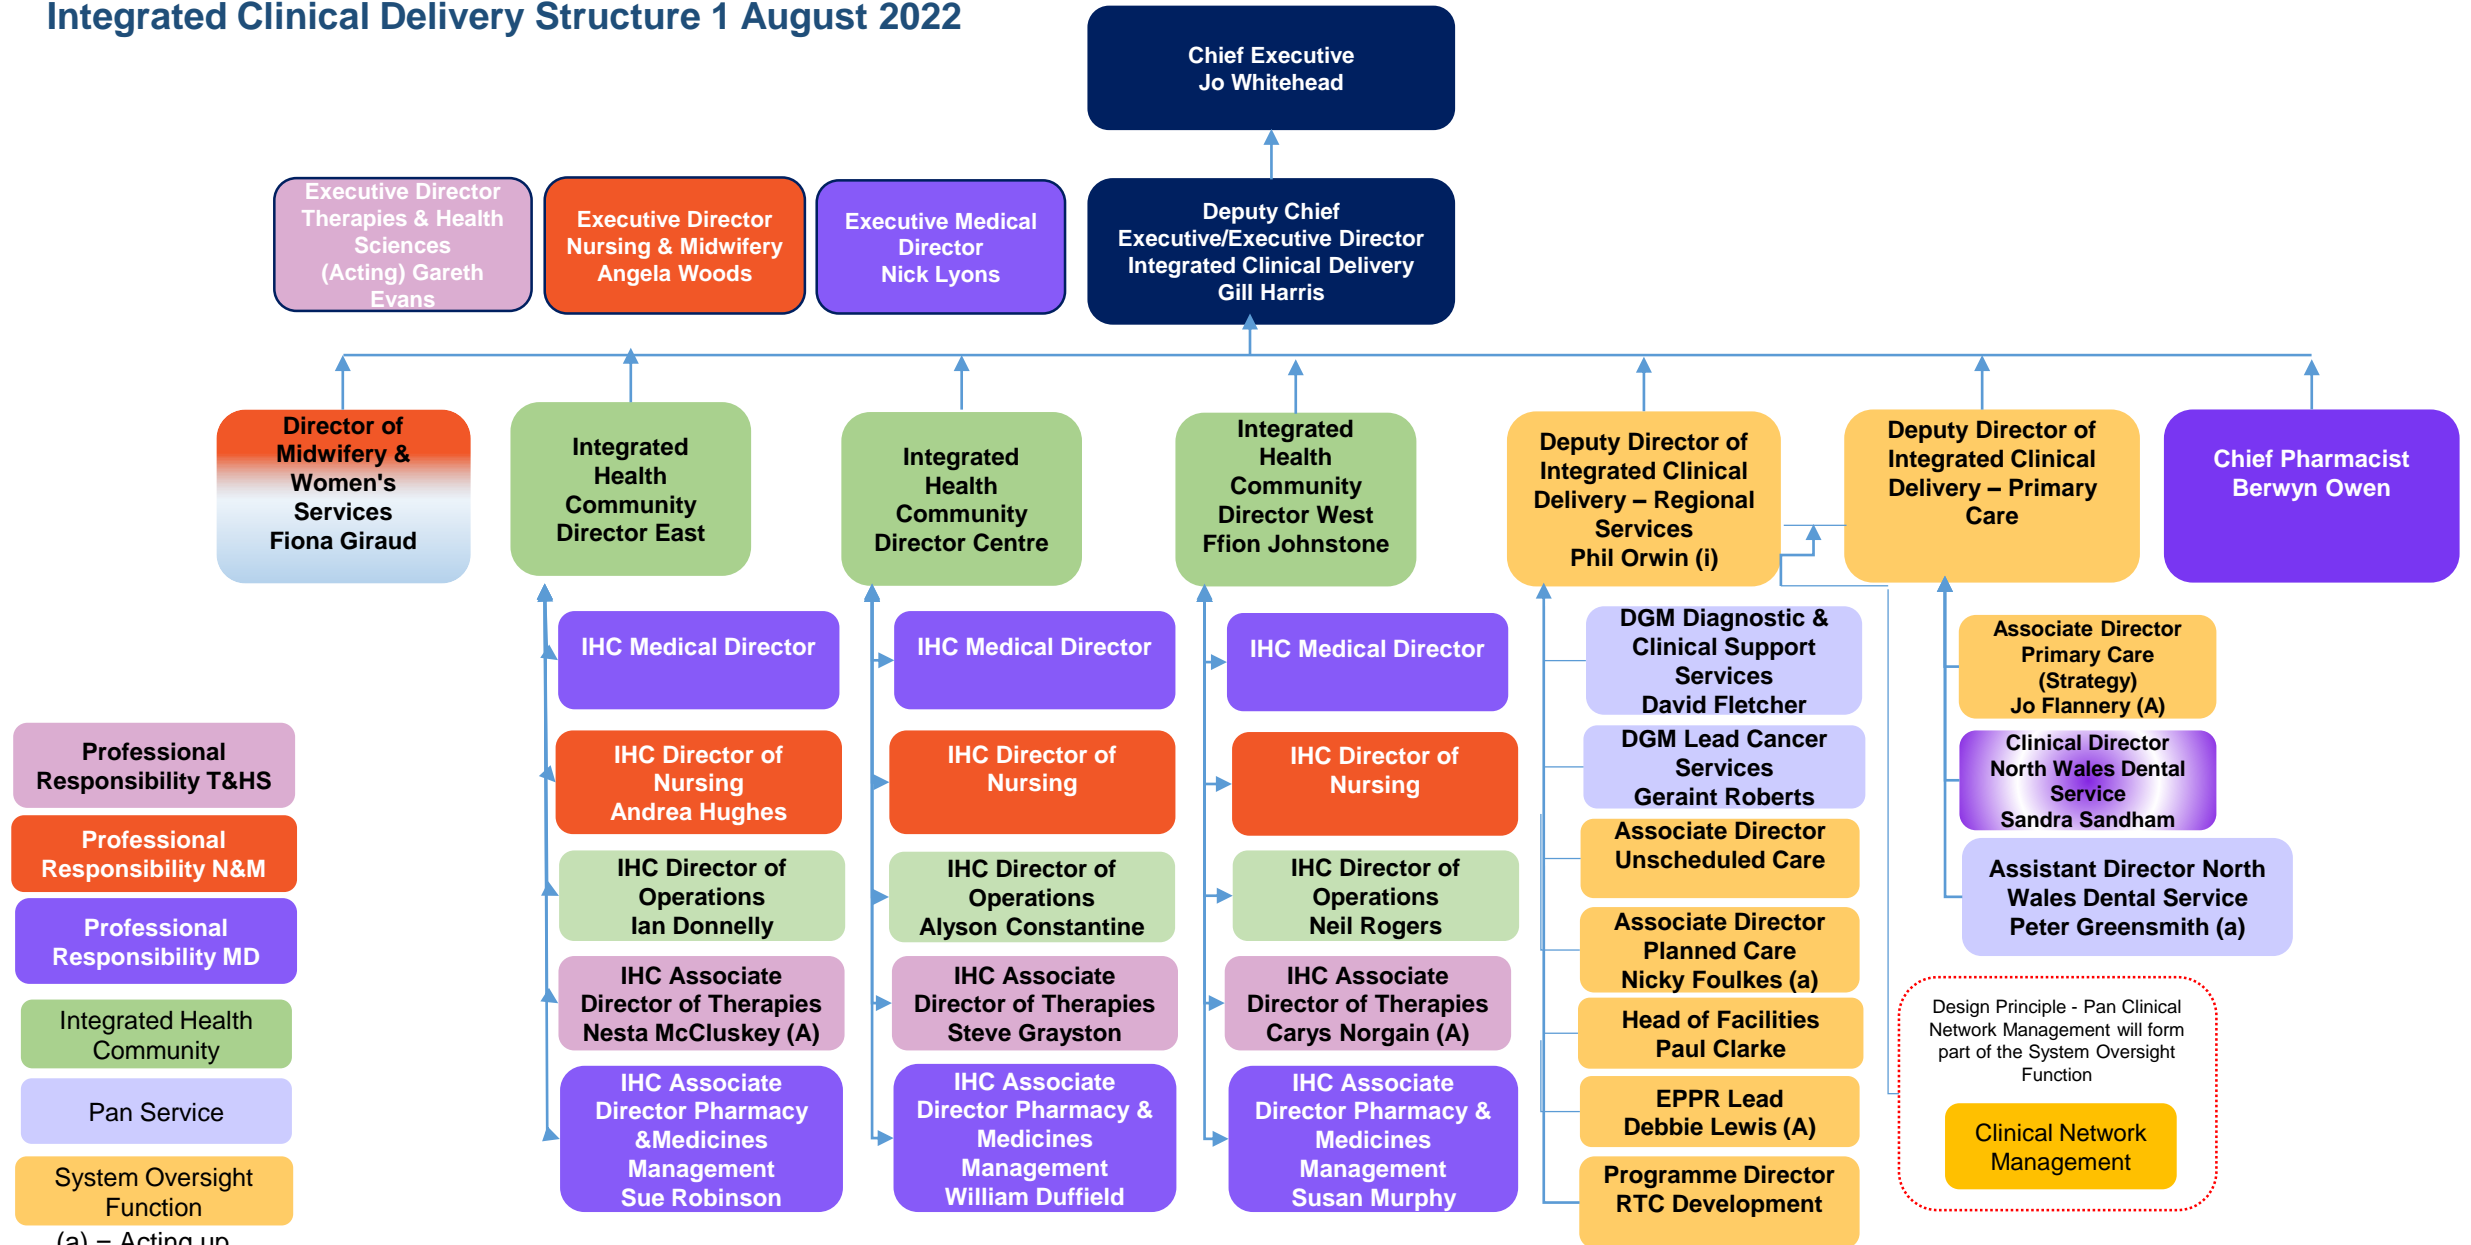 Integrated Clinical Delivery Structure 1 August 2022
Chief Executive
Jo Whitehead
Executive Director
Therapies & Health
Sciences
(Acting) Gareth
Evans
Executive Director
Nursing & Midwifery
Angela Woods
Executive Medical
Director
Nick Lyons
Deputy Chief
Executive/Executive Director
Integrated Clinical Delivery
Gill Harris
Director of
Midwifery &
Women's
Services
Fiona Giraud
Integrated
Health
Community
Director East
Integrated
Health
Community
Director Centre
Integrated
Health
Community
Director West
Ffion Johnstone
Deputy Director of
Integrated Clinical
Delivery – Regional
Services
Phil Orwin (i)
Deputy Director of
Integrated Clinical
Delivery – Primary
Care
Chief Pharmacist
Berwyn Owen
IHC Medical Director
IHC Director of
Nursing
Andrea Hughes
IHC Director of
Operations
Ian Donnelly
IHC Associate
Director of Therapies
Nesta McCluskey (A)
IHC Associate
Director Pharmacy
&Medicines
Management
Sue Robinson
IHC Medical Director
IHC Director of
Nursing
IHC Director of
Operations
Alyson Constantine
IHC Associate
Director of Therapies
Steve Grayston
IHC Associate
Director Pharmacy &
Medicines
Management
William Duffield
IHC Medical Director
IHC Director of
Nursing
IHC Director of
Operations
Neil Rogers
IHC Associate
Director of Therapies
Carys Norgain (A)
IHC Associate
Director Pharmacy &
Medicines
Management
Susan Murphy
DGM Diagnostic &
Clinical Support
Services
David Fletcher
DGM Lead Cancer
Services
Geraint Roberts
Associate Director
Unscheduled Care
Associate Director
Planned Care
Nicky Foulkes (a)
Head of Facilities
Paul Clarke
EPPR Lead
Debbie Lewis (A)
Programme Director
RTC Development
Associate Director
Primary Care
(Strategy)
Jo Flannery (A)
Clinical Director
North Wales Dental
Service
Sandra Sandham
Assistant Director North
Wales Dental Service
Peter Greensmith (a)
Design Principle - Pan Clinical
Network Management will form
part of the System Oversight
Function
Clinical Network
Management
Professional
Responsibility T&HS
Professional
Responsibility N&M
Professional
Responsibility MD
Integrated Health
Community
Pan Service
System Oversight
Function
(a) = Acting up